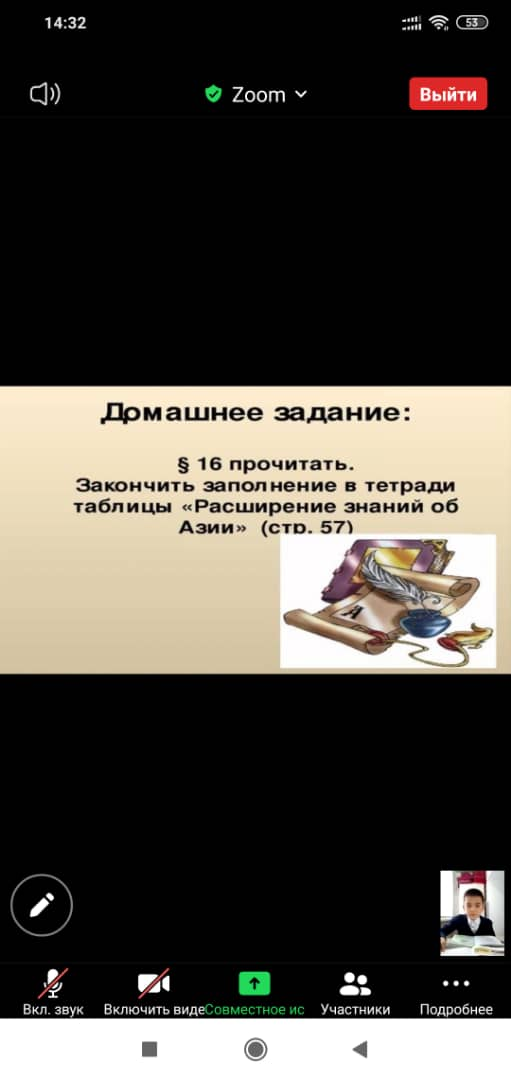 14:32
53
Zoom
Выйти
Домашнее задание:
§ 16 прочитать.
Закончить заполнение в тетради
таблицы «Расширение знаний об
Азии» (стр. 57)
Вкл. звук
Включить виде
Совместное ис
Участники
Подробнее